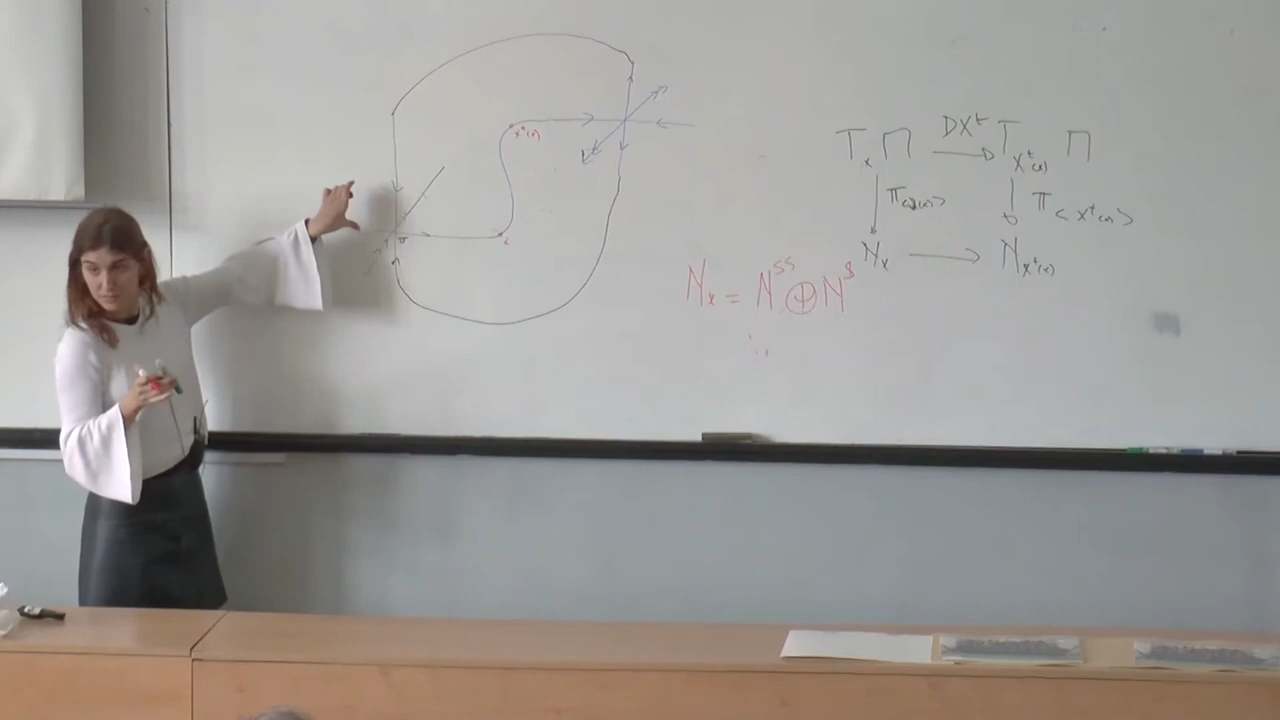 X^t(x)
σ
x
T_x M DX^t T_{X^t(x)} M
π_{<X(x)>} π_{<X^t(x)>}
N_x N_{X^t(x)}
N_x = N^{ss} ⊕ N^s